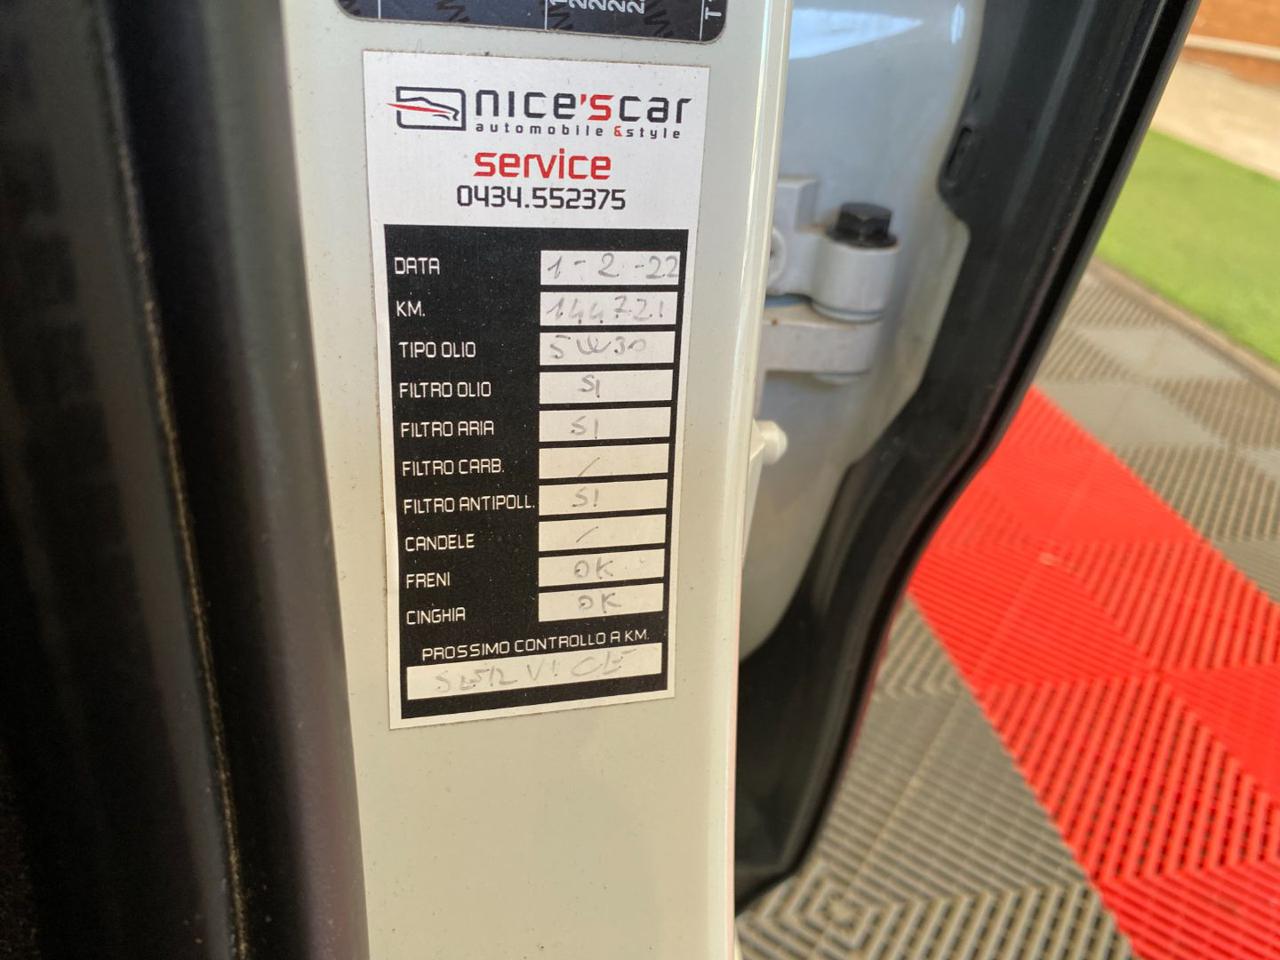 nice'scar
automobile & style
service
0434.552375
DATA 1-2-22
KM. 144721
TIPO OLIO 5W30
FILTRO OLIO SI
FILTRO ARIA SI
FILTRO CARB. /
FILTRO ANTIPOLL. SI
CANDELE /
FRENI OK
CINGHIA OK
PROSSIMO CONTROLLO A KM.
SERVICE